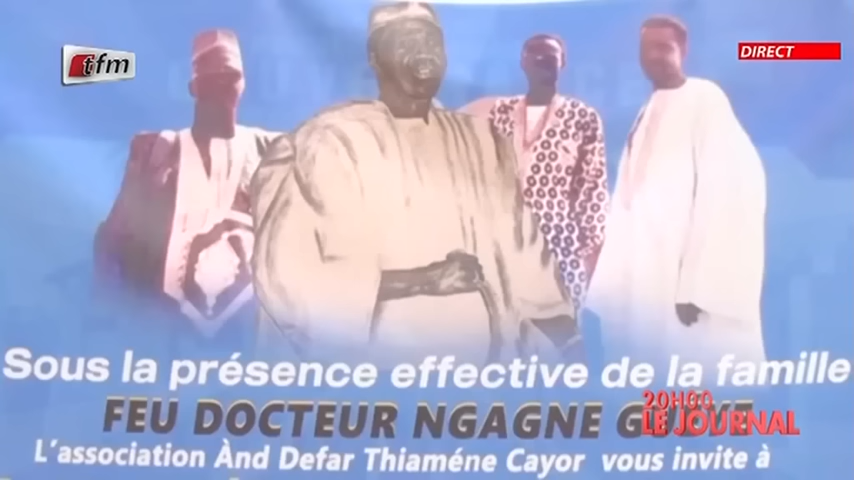 tfm
DIRECT
Sous la présence effective de la famille
FEU DOCTEUR NGAGNE
20H00
LE JOURNAL
L'association Ànd Defar Thiaméne Cayor vous invite à